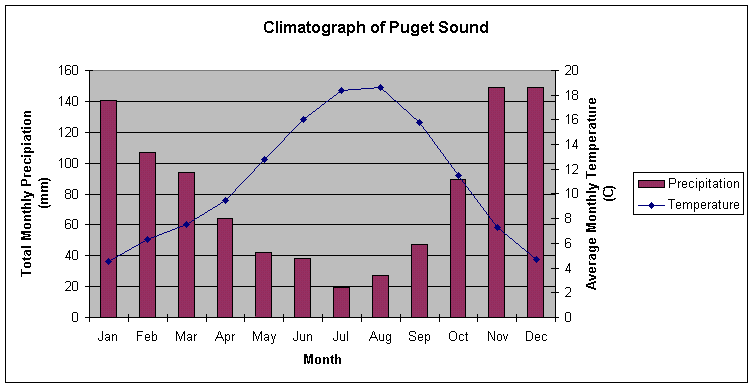 Climatograph of Puget Sound
Total Monthly Precipiation
(mm)
160
140
120
100
80
60
40
20
0
20
18
16
14
12
10
8
6
4
2
0
Average Monthly Temperature
(C)
Jan Feb Mar Apr May Jun Jul Aug Sep Oct Nov Dec
Month
Precipitation
Temperature